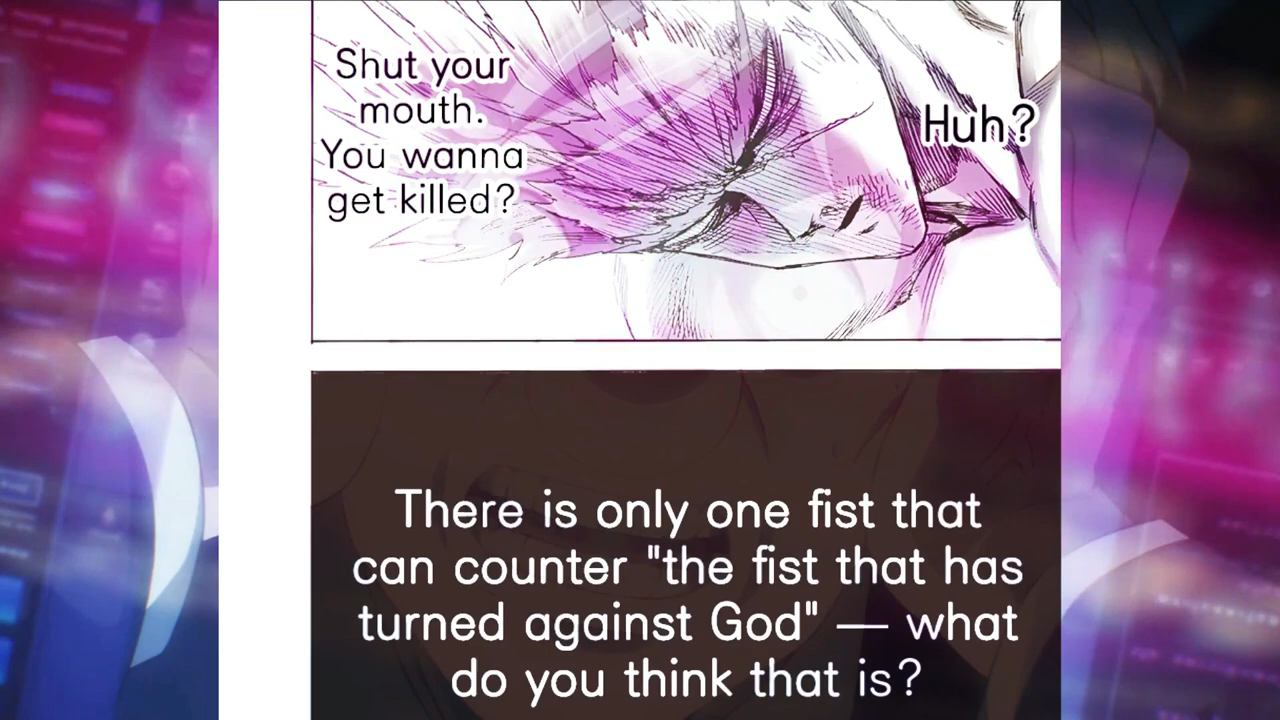 Shut your
mouth.
You wanna
get killed?
Huh?
There is only one fist that
can counter "the fist that has
turned against God" — what
do you think that is?